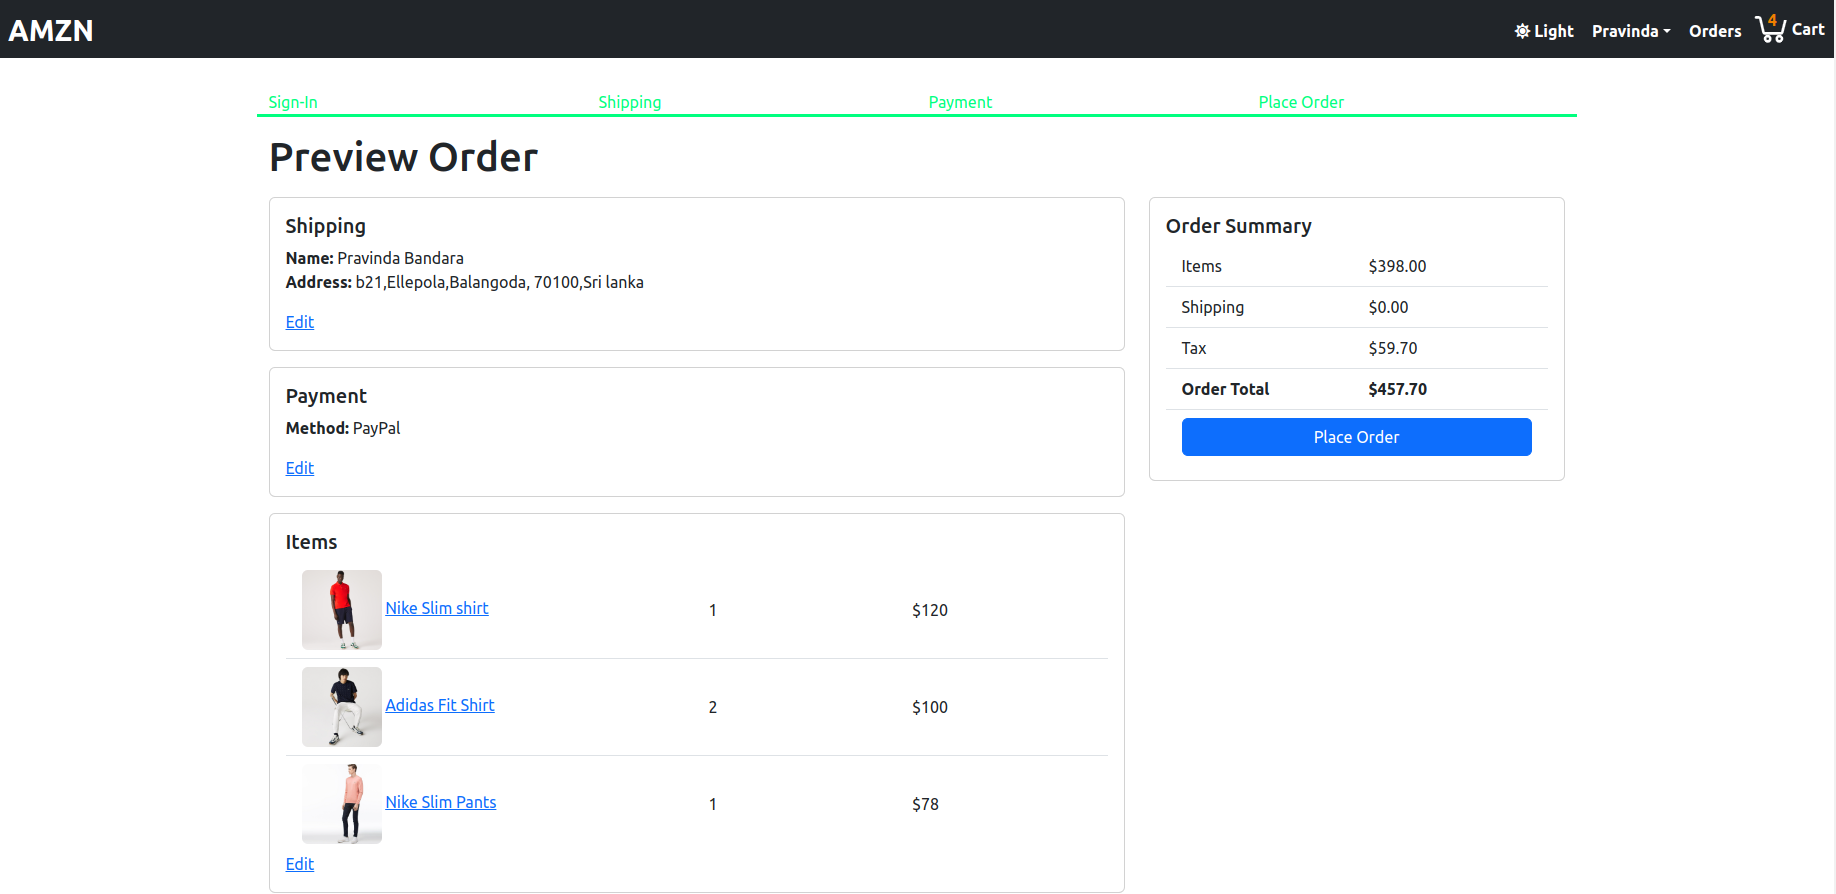 AMZN
Light Pravinda Orders 4 Cart
Sign-In Shipping Payment Place Order
Preview Order
Shipping
Name: Pravinda Bandara
Address: b21,Ellepola,Balangoda, 70100,Sri lanka
Edit
Payment
Method: PayPal
Edit
Items
Nike Slim shirt 1 $120
Adidas Fit Shirt 2 $100
Nike Slim Pants 1 $78
Edit
Order Summary
Items $398.00
Shipping $0.00
Tax $59.70
Order Total $457.70
Place Order